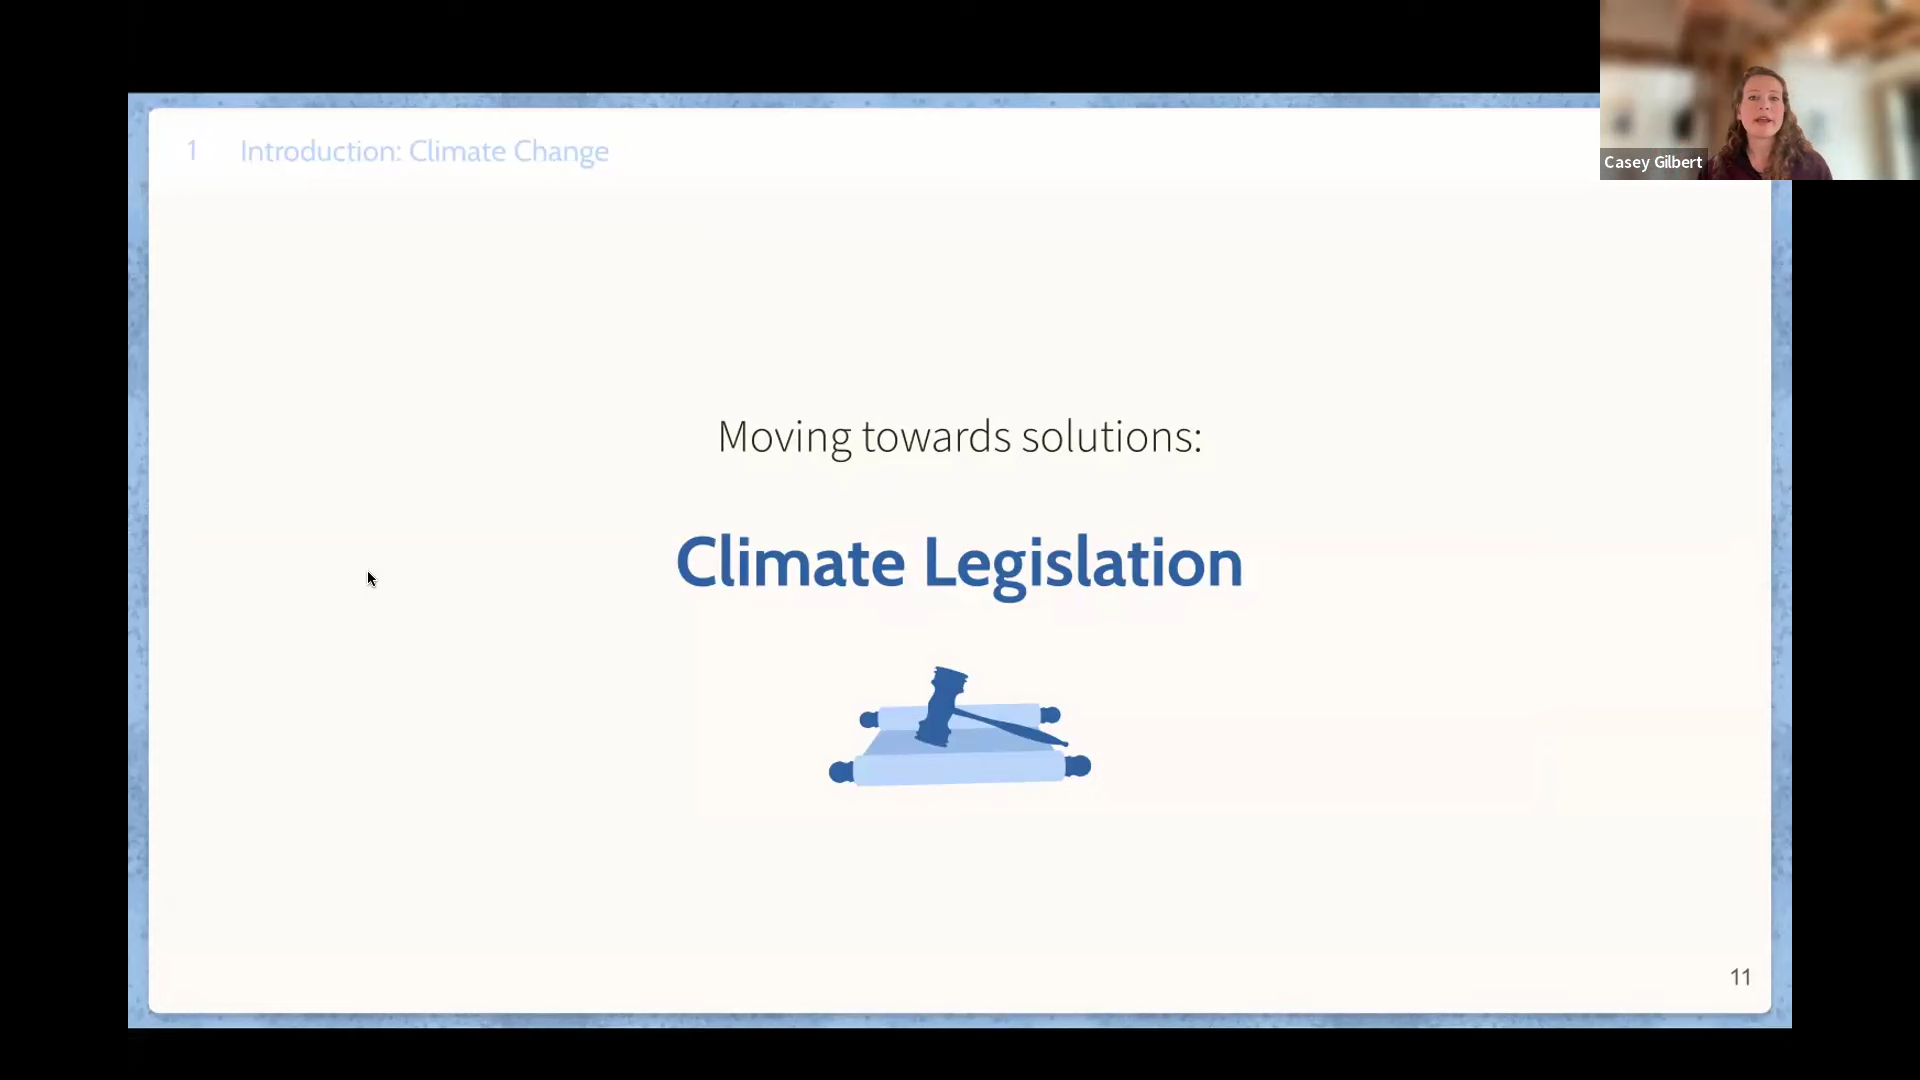 1 Introduction: Climate Change
Casey Gilbert
Moving towards solutions:
Climate Legislation
11